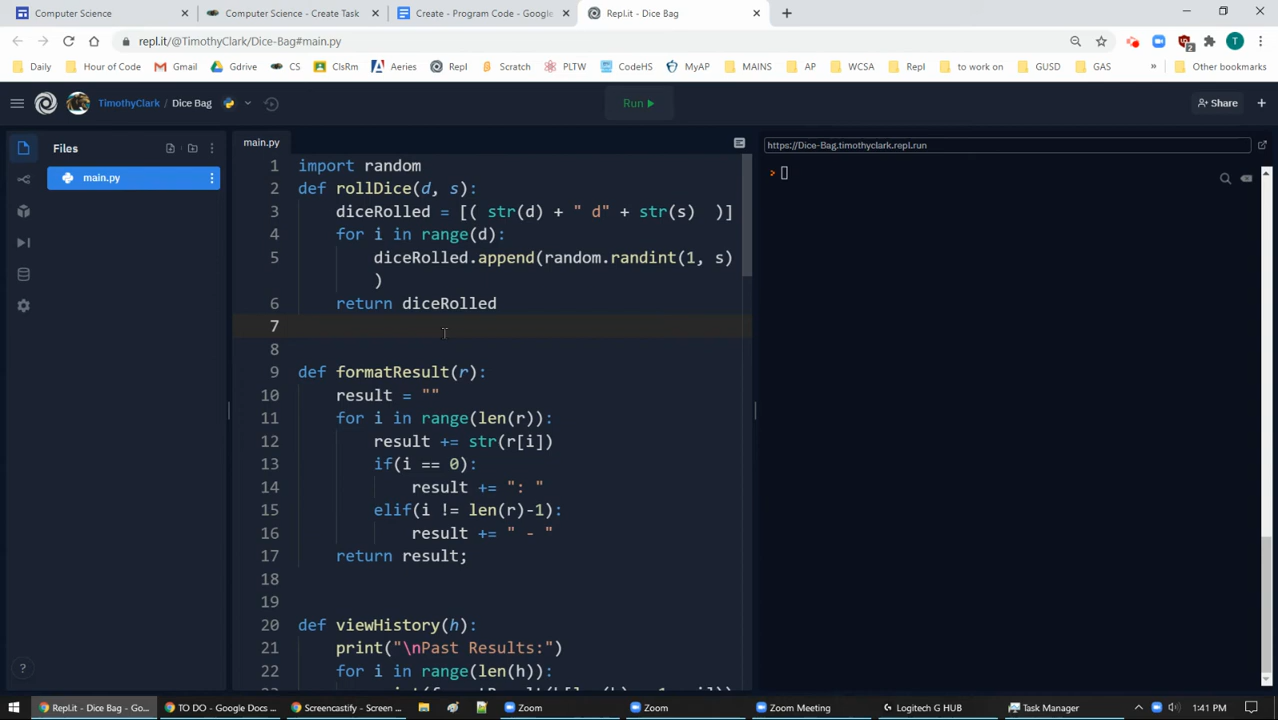 Computer Science
Computer Science - Create Task
Create - Program Code - Google
Repl.it - Dice Bag
repl.it/@TimothyClark/Dice-Bag#main.py
2
T
Daily
Hour of Code
Gmail
Gdrive
CS
ClsRm
Aeries
Repl
Scratch
PLTW
CodeHS
MyAP
MAINS
AP
WCSA
Repl
to work on
GUSD
GAS
»
Other bookmarks
TimothyClark / Dice Bag
Run
Share
Files
main.py
main.py
https://Dice-Bag.timothyclark.repl.run
1 import random
2 def rollDice(d, s):
3 diceRolled = [( str(d) + " d" + str(s)  )]
4 for i in range(d):
5 diceRolled.append(random.randint(1, s)
)
6 return diceRolled
7
8
9 def formatResult(r):
10 result = ""
11 for i in range(len(r)):
12 result += str(r[i])
13 if(i == 0):
14 result += ": "
15 elif(i != len(r)-1):
16 result += " - "
17 return result;
18
19
20 def viewHistory(h):
21 print("\nPast Results:")
22 for i in range(len(h)):
>
?
Repl.it - Dice Bag - Go...
TO DO - Google Docs ...
Screencastify - Screen ...
Zoom
Zoom
Zoom Meeting
Logitech G HUB
Task Manager
1:41 PM